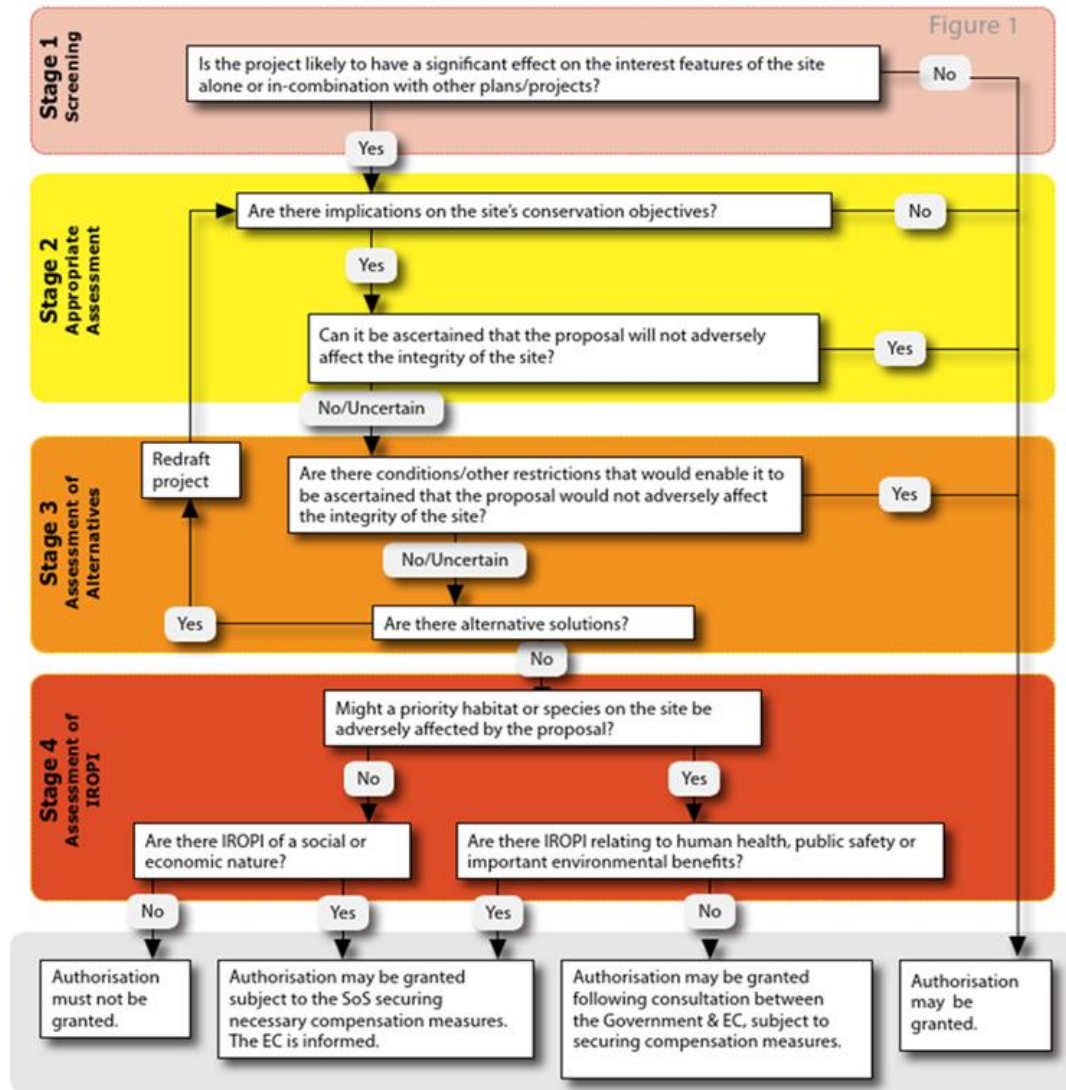 Figure 1
Stage 1
Screening
Is the project likely to have a significant effect on the interest features of the site
alone or in-combination with other plans/projects?
No
Yes
Stage 2
Appropriate
Assessment
Are there implications on the site's conservation objectives?
No
Yes
Can it be ascertained that the proposal will not adversely
affect the integrity of the site?
Yes
No/Uncertain
Stage 3
Assessment of
Alternatives
Redraft
project
Are there conditions/other restrictions that would enable it to
be ascertained that the proposal would not adversely affect
the integrity of the site?
Yes
No/Uncertain
Yes
Are there alternative solutions?
No
Stage 4
Assessment of
IROPI
Might a priority habitat or species on the site be
adversely affected by the proposal?
No
Yes
Are there IROPI of a social or
economic nature?
Are there IROPI relating to human health, public safety or
important environmental benefits?
No
Yes
Yes
No
Authorisation
must not be
granted.
Authorisation may be granted
subject to the SoS securing
necessary compensation measures.
The EC is informed.
Authorisation may be granted
following consultation between
the Government & EC, subject to
securing compensation measures.
Authorisation
may be
granted.